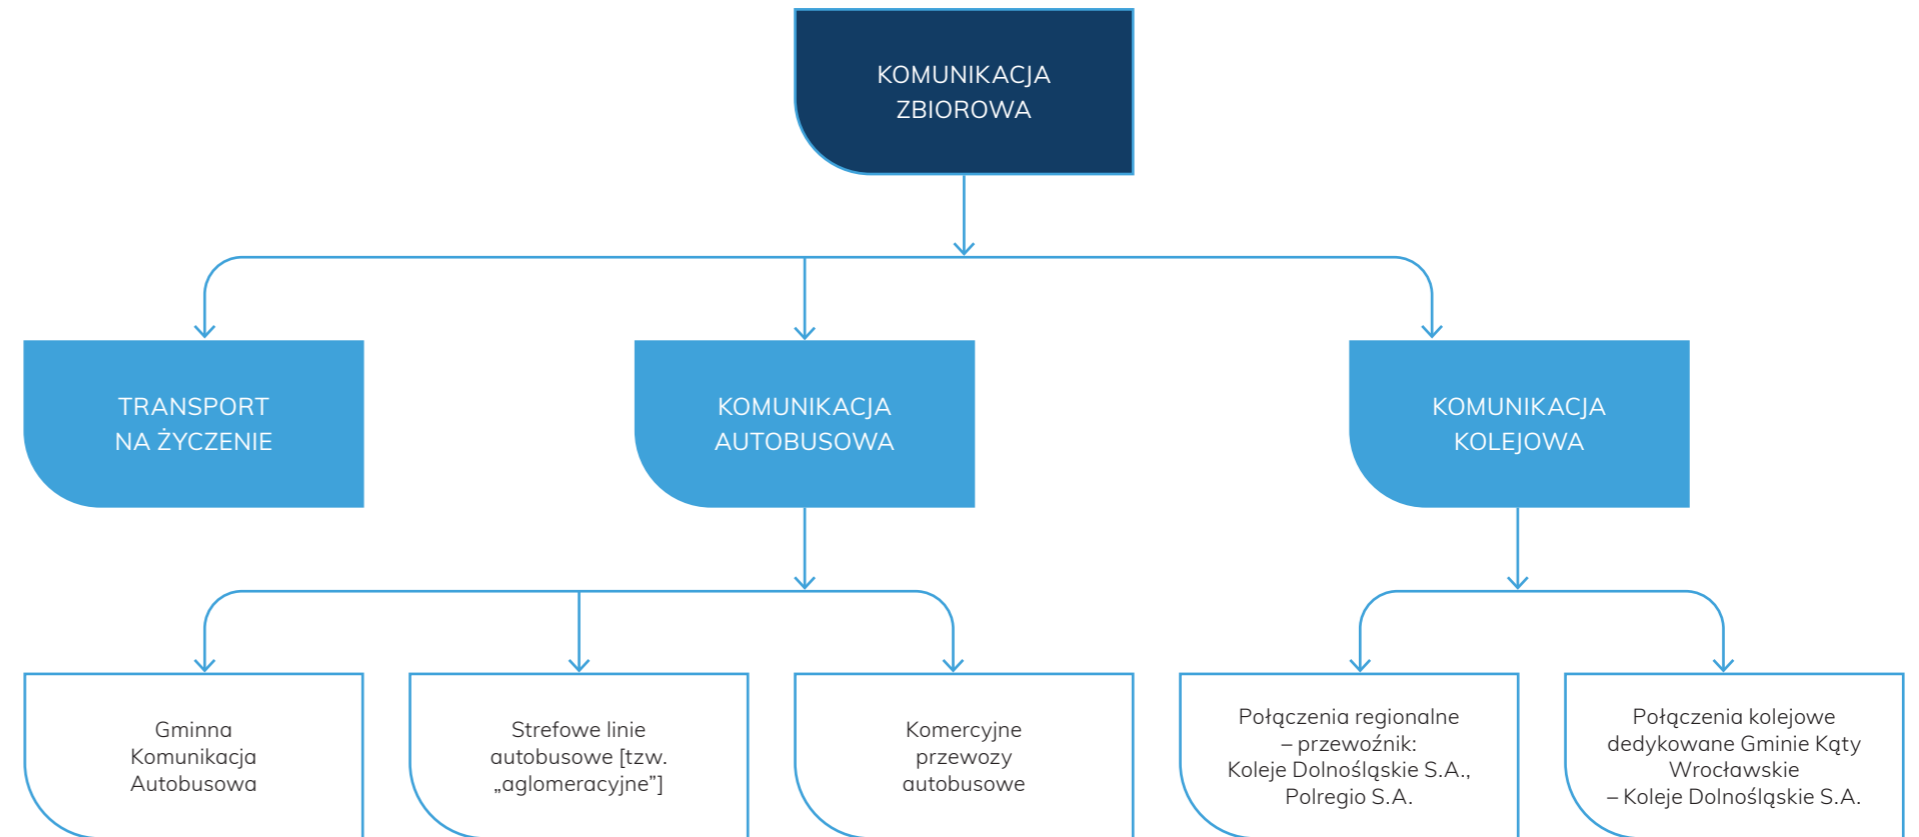 KOMUNIKACJA
ZBIOROWA
TRANSPORT
NA ŻYCZENIE
KOMUNIKACJA
AUTOBUSOWA
KOMUNIKACJA
KOLEJOWA
Gminna
Komunikacja
Autobusowa
Strefowe linie
autobusowe [tzw.
„aglomeracyjne”]
Komercyjne
przewozy
autobusowe
Połączenia regionalne
– przewoźnik:
Koleje Dolnośląskie S.A.,
Polregio S.A.
Połączenia kolejowe
dedykowane Gminie Kąty
Wrocławskie
– Koleje Dolnośląskie S.A.